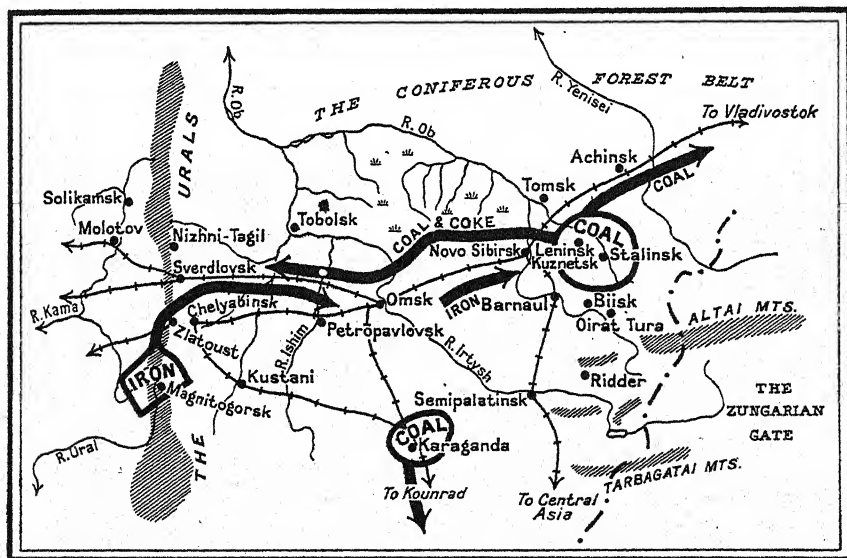 THE CONIFEROUS FOREST BELT
R. Ob
R. Ob
R. Yenisei
To Vladivostok
Achinsk
COAL
Tomsk
URALS
Solikamsk
Molotov
Nizhni-Tagil
Tobolsk
COAL & COKE
COAL
Novo Sibirsk
Leninsk
Kuznetsk
Stalinsk
Sverdlovsk
R. Kama
Chelyabinsk
Omsk
IRON
Barnaul
Biisk
Oirat Tura
ALTAI MTS.
Zlatoust
Petropavlovsk
R. Ishim
R. Irtysh
IRON
Magnitogorsk
Kustani
Ridder
Semipalatinsk
THE
ZUNGARIAN
GATE
COAL
Karaganda
R. Ural
THE
To Kounrad
To Central
Asia
TARBAGATAI MTS.